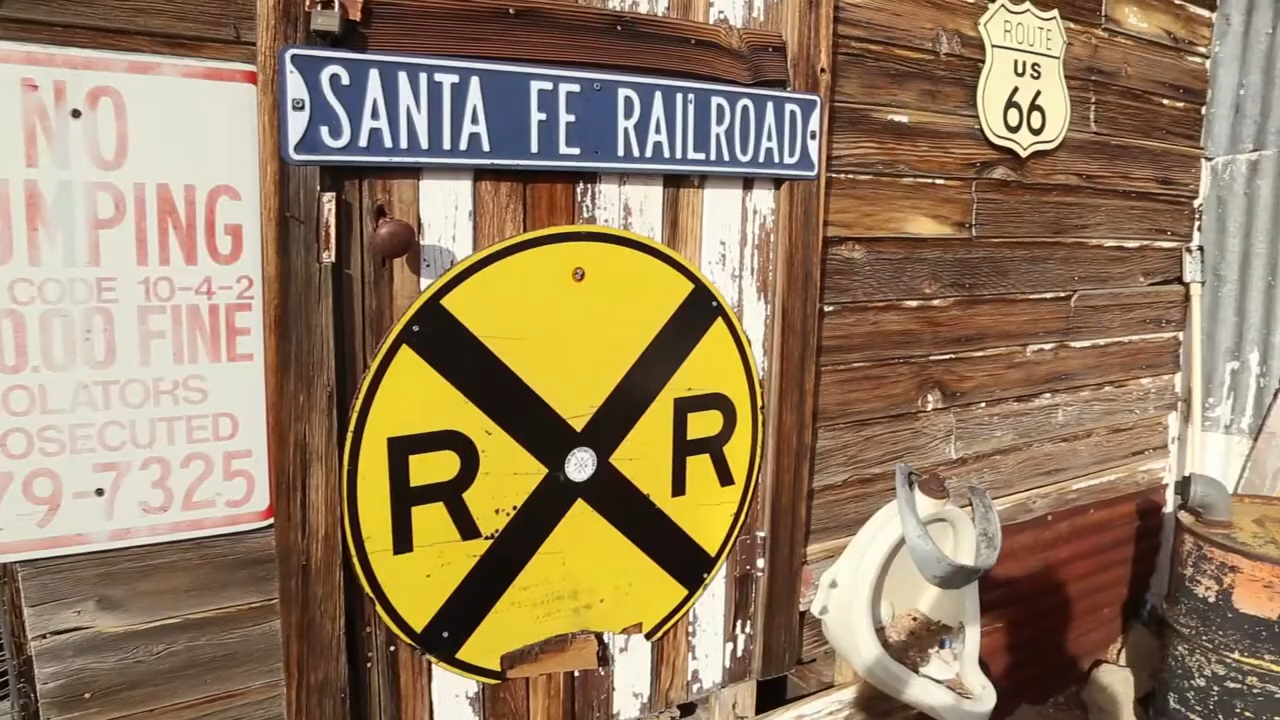 NO
UMPING
CODE 10-4-2
0.00 FINE
OLATORS
OSECUTED
79-7325
SANTA FE RAILROAD
R R
ROUTE
US
66